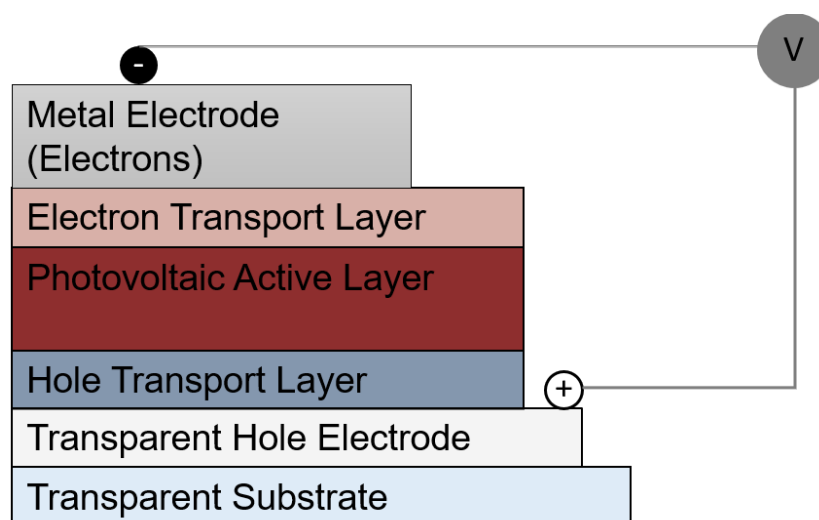 V
-
Metal Electrode
(Electrons)
Electron Transport Layer
Photovoltaic Active Layer
Hole Transport Layer
+
Transparent Hole Electrode
Transparent Substrate